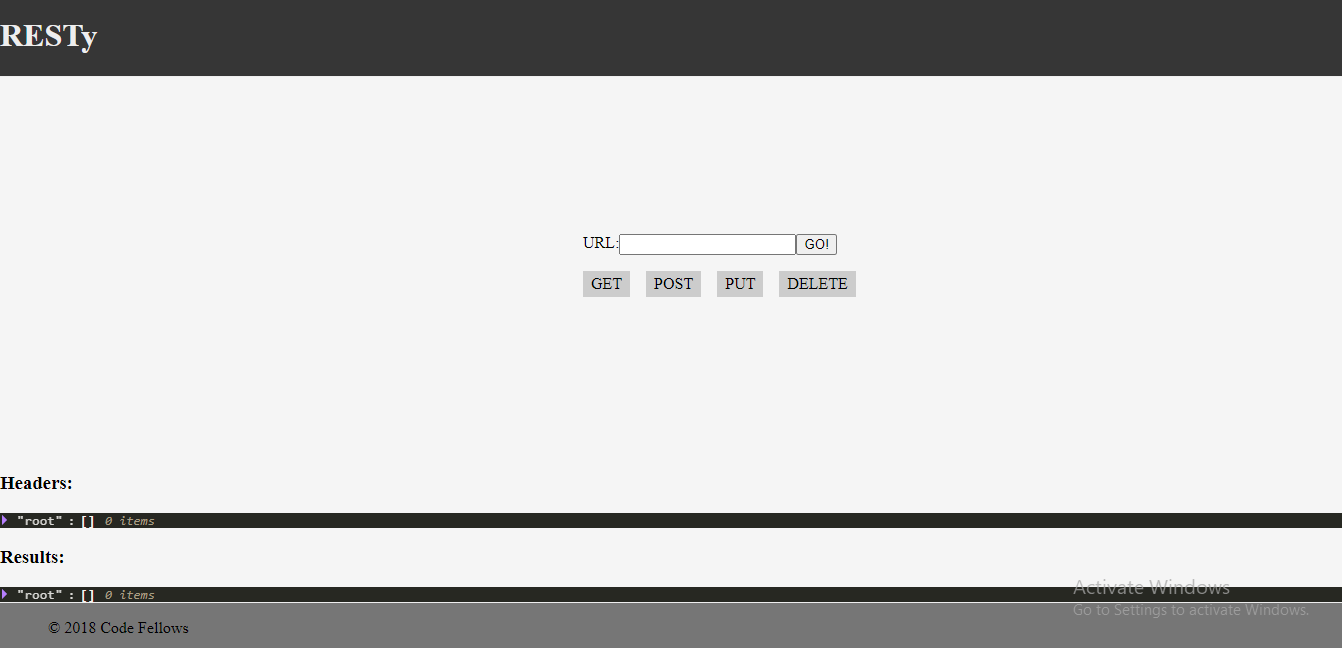 RESTy
URL: GO!
GET POST PUT DELETE
Headers:
"root" : [] 0 items
Results:
"root" : [] 0 items
Activate Windows
Go to Settings to activate Windows.
© 2018 Code Fellows